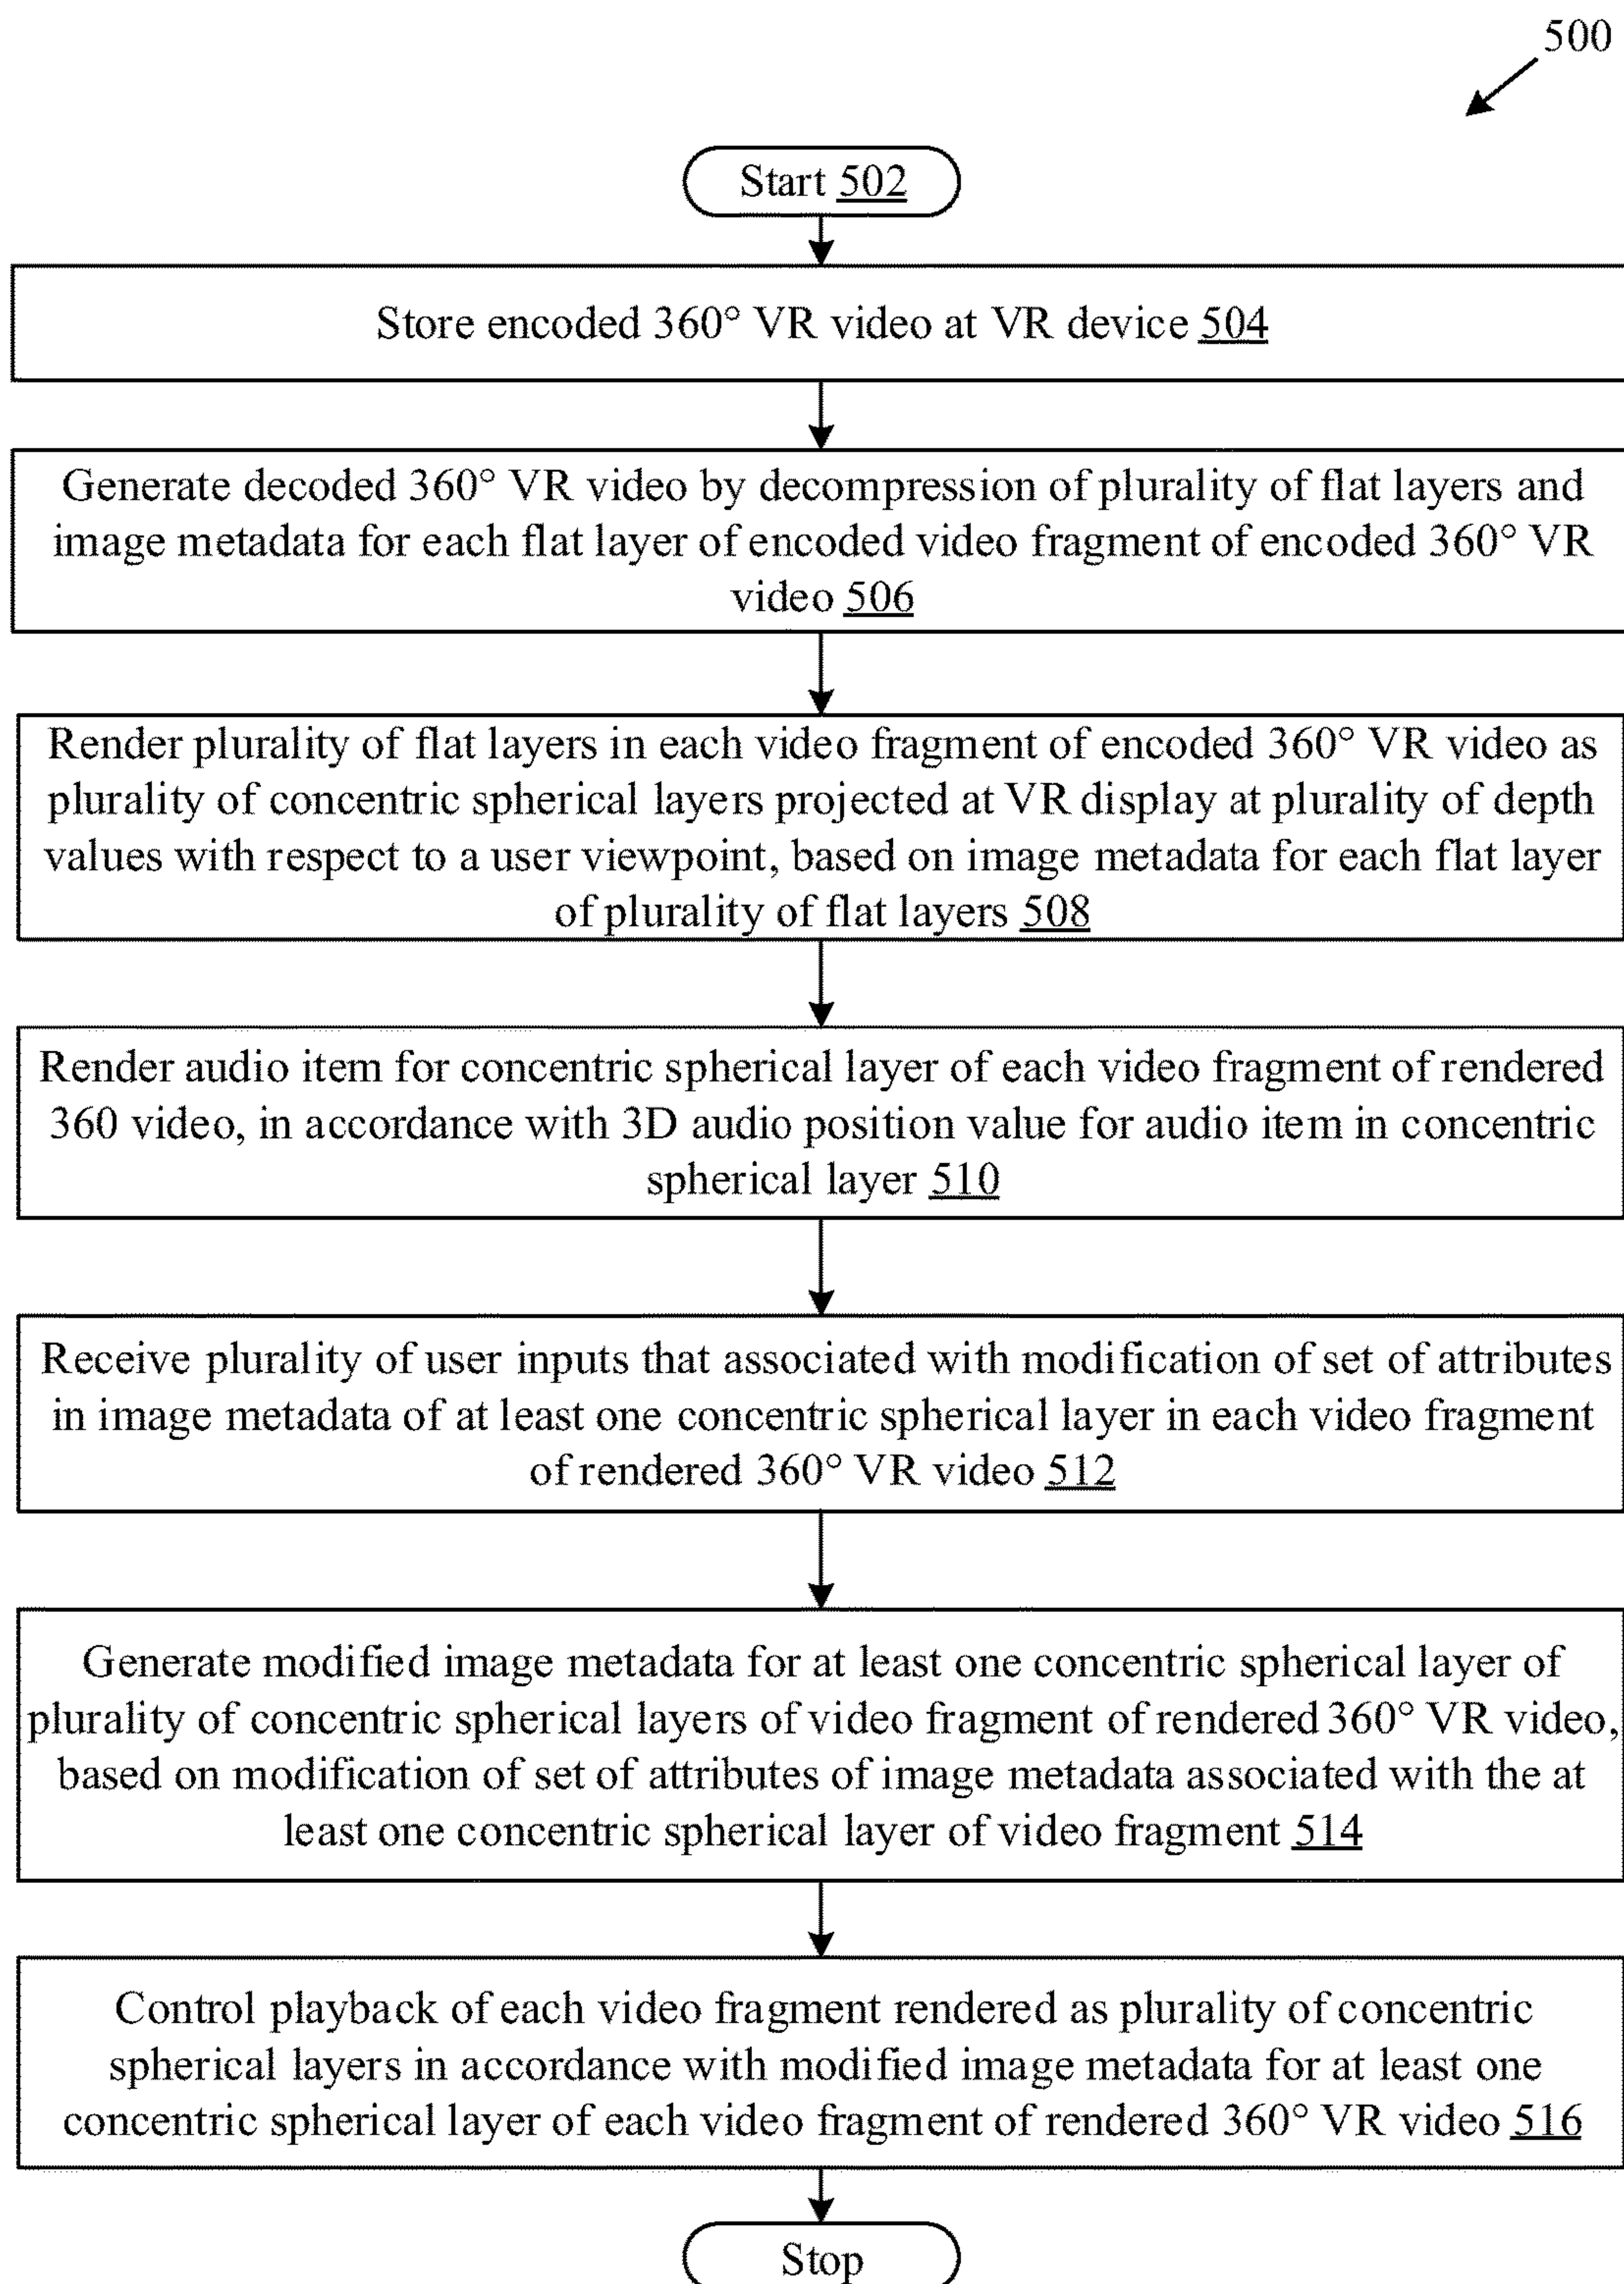 500
Start 502
Store encoded 360° VR video at VR device 504
Generate decoded 360° VR video by decompression of plurality of flat layers and
image metadata for each flat layer of encoded video fragment of encoded 360° VR
video 506
Render plurality of flat layers in each video fragment of encoded 360° VR video as
plurality of concentric spherical layers projected at VR display at plurality of depth
values with respect to a user viewpoint, based on image metadata for each flat layer
of plurality of flat layers 508
Render audio item for concentric spherical layer of each video fragment of rendered
360 video, in accordance with 3D audio position value for audio item in concentric
spherical layer 510
Receive plurality of user inputs that associated with modification of set of attributes
in image metadata of at least one concentric spherical layer in each video fragment
of rendered 360° VR video 512
Generate modified image metadata for at least one concentric spherical layer of
plurality of concentric spherical layers of video fragment of rendered 360° VR video,
based on modification of set of attributes of image metadata associated with the at
least one concentric spherical layer of video fragment 514
Control playback of each video fragment rendered as plurality of concentric
spherical layers in accordance with modified image metadata for at least one
concentric spherical layer of each video fragment of rendered 360° VR video 516
Stop